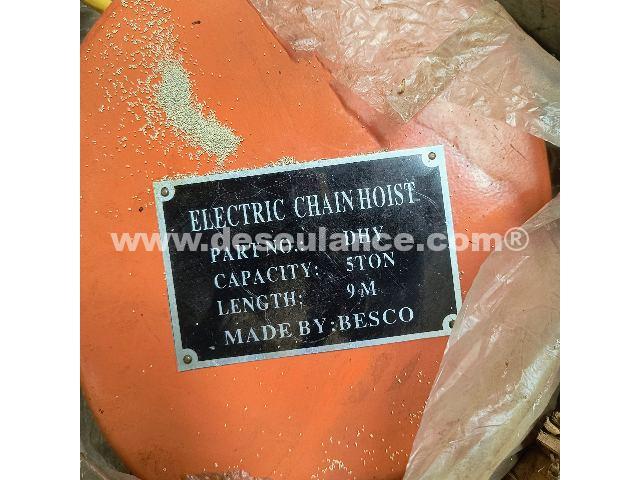 ELECTRIC CHAIN HOIST
PART NO.: DHY
www.desoulance.com®
CAPACITY: 5TON
LENGTH: 9M
MADE BY: BESCO